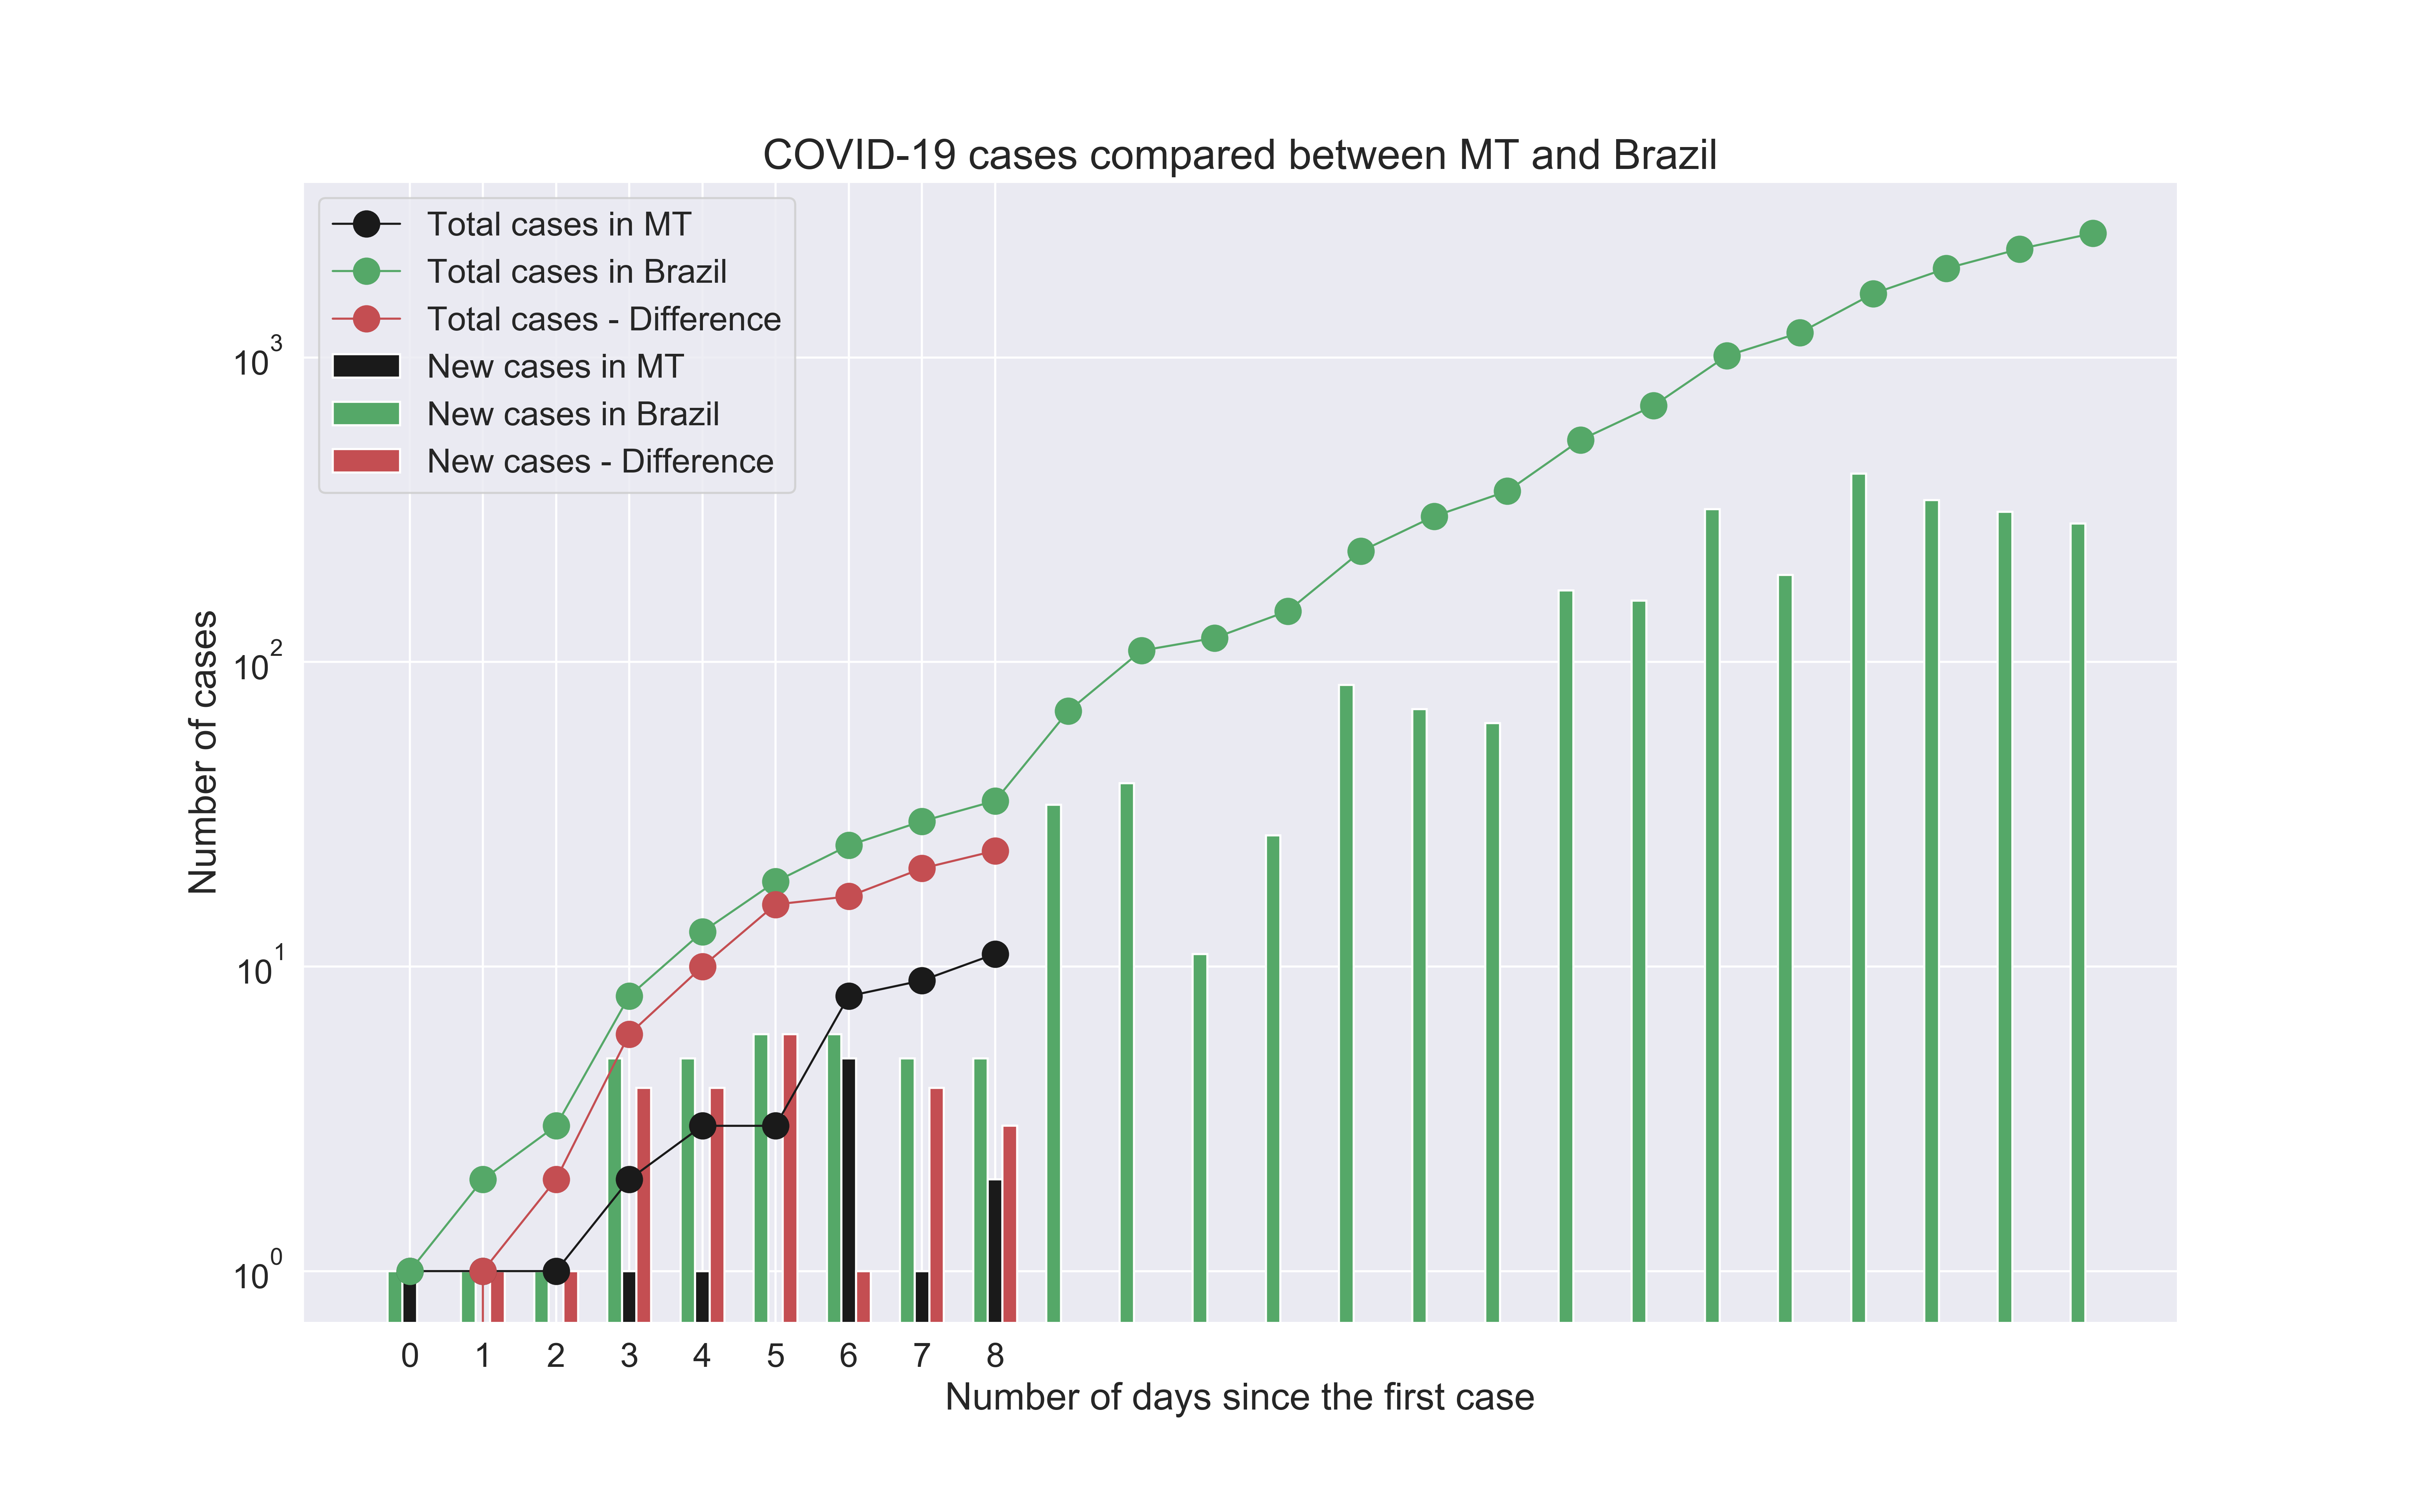 COVID-19 cases compared between MT and Brazil
Total cases in MT
Total cases in Brazil
Total cases - Difference
New cases in MT
New cases in Brazil
New cases - Difference
Number of cases
10³
10²
10¹
10⁰
0 1 2 3 4 5 6 7 8
Number of days since the first case